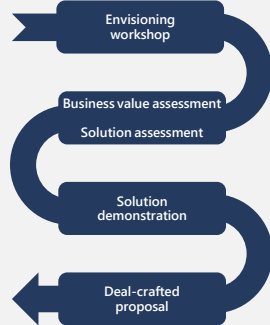 Envisioning
workshop
Business value assessment
Solution assessment
Solution
demonstration
Deal-crafted
proposal